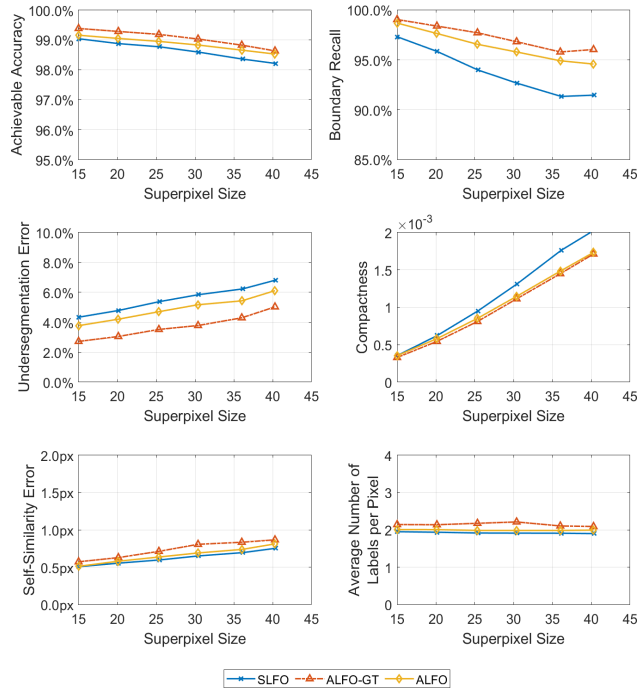 100.0%
99.0%
98.0%
97.0%
96.0%
95.0%
Achievable Accuracy
15 20 25 30 35 40 45
Superpixel Size
100.0%
95.0%
90.0%
85.0%
Boundary Recall
15 20 25 30 35 40 45
Superpixel Size
10.0%
8.0%
6.0%
4.0%
2.0%
0.0%
Undersegmentation Error
15 20 25 30 35 40 45
Superpixel Size
×10⁻³
2
1.5
1
0.5
0
Compactness
15 20 25 30 35 40 45
Superpixel Size
2.0px
1.5px
1.0px
0.5px
0.0px
Self-Similarity Error
15 20 25 30 35 40 45
Superpixel Size
4
3
2
1
0
Average Number of
Labels per Pixel
15 20 25 30 35 40 45
Superpixel Size
SLFO ALFO-GT ALFO